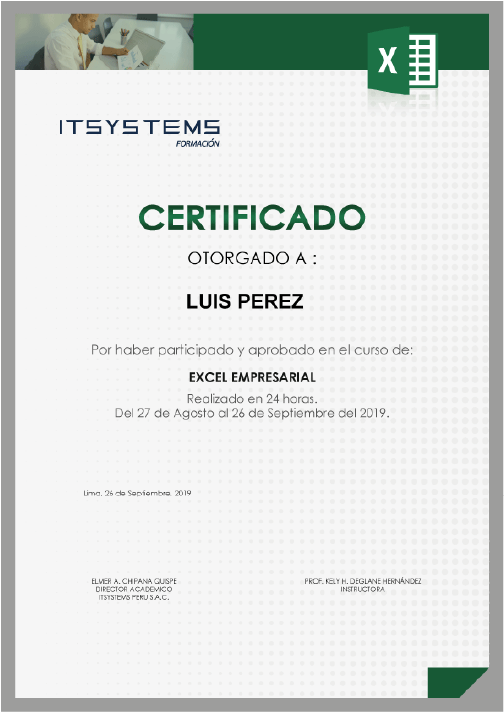 X
ITSYSTEMS
FORMACIÓN
CERTIFICADO
OTORGADO A :
LUIS PEREZ
Por haber participado y aprobado en el curso de:
EXCEL EMPRESARIAL
Realizado en 24 horas.
Del 27 de Agosto al 26 de Septiembre del 2019.
Lima, 26 de Septiembre, 2019
ELMER A. CHIPANA QUISPE
DIRECTOR ACADEMICO
ITSYSTEMS PERU S.A.C.
PROF. KELY H. DEGLANE HERNÁNDEZ
INSTRUCTORA